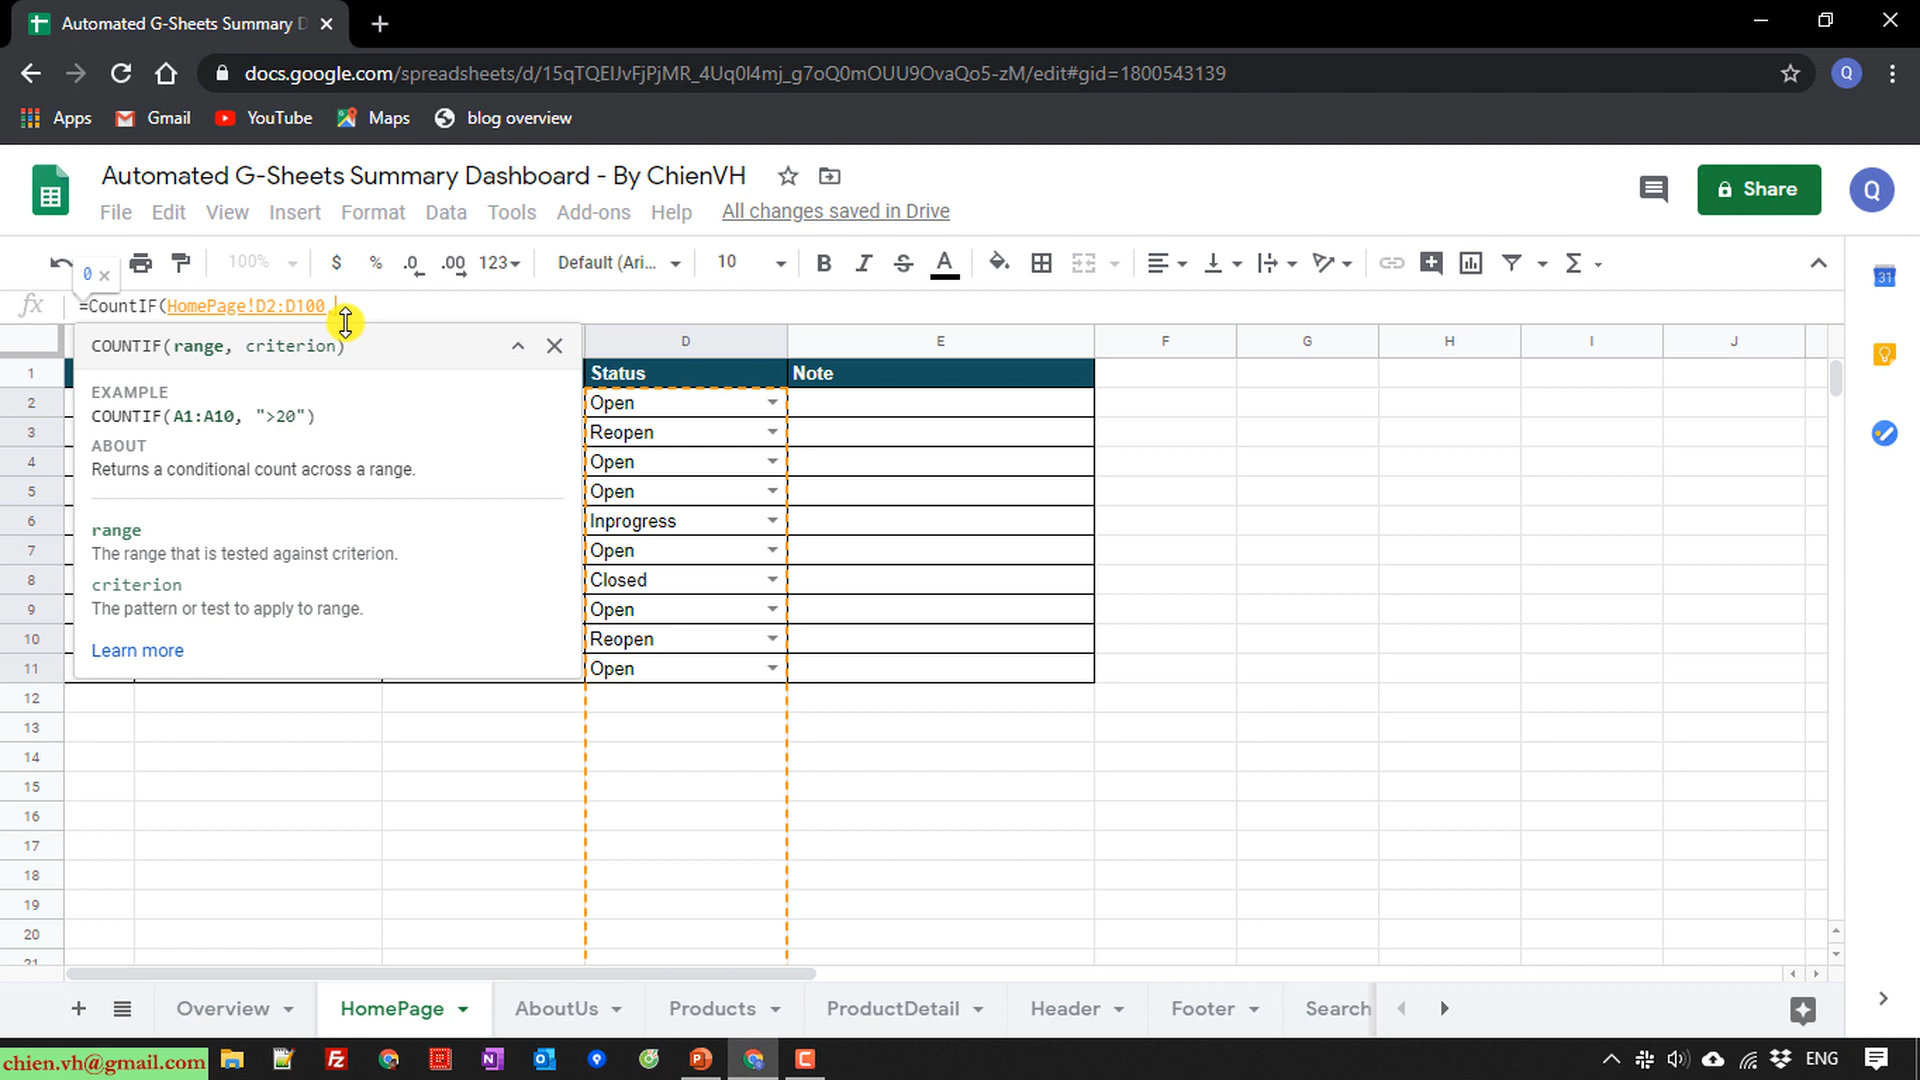 Automated G-Sheets Summary D
docs.google.com/spreadsheets/d/15qTQEIJvFjPjMR_4Uq0l4mj_g7oQ0mOUU9OvaQo5-zM/edit#gid=1800543139
Q
Apps Gmail YouTube Maps blog overview
Automated G-Sheets Summary Dashboard - By ChienVH
Share
Q
File Edit View Insert Format Data Tools Add-ons Help All changes saved in Drive
0 ×
100% $ % .0 .00 123 Default (Ari... 10 B I S A
31
fx =CountIF(HomePage!D2:D100,
COUNTIF(range, criterion)
EXAMPLE
COUNTIF(A1:A10, ">20")
ABOUT
Returns a conditional count across a range.
range
The range that is tested against criterion.
criterion
The pattern or test to apply to range.
Learn more
D E F G H I J
1 Status Note
2 Open
3 Reopen
4 Open
5 Open
6 Inprogress
7 Open
8 Closed
9 Open
10 Reopen
11 Open
12
13
14
15
16
17
18
19
20
21
Overview HomePage AboutUs Products ProductDetail Header Footer Search
chien.vh@gmail.com
ENG